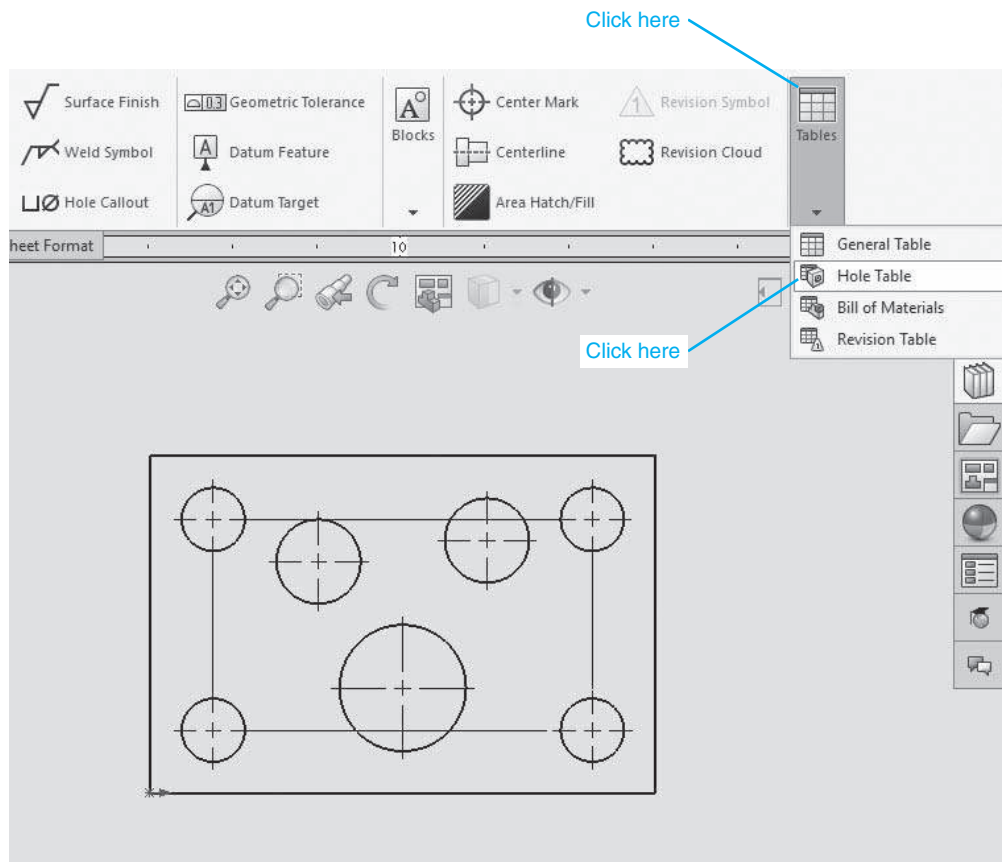 Click here
Surface Finish
0.3 Geometric Tolerance
A Blocks
Center Mark
1 Revision Symbol
Tables
Weld Symbol
A Datum Feature
Centerline
Revision Cloud
Hole Callout
A1 Datum Target
Area Hatch/Fill
heet Format
10
General Table
Hole Table
Bill of Materials
Revision Table
Click here